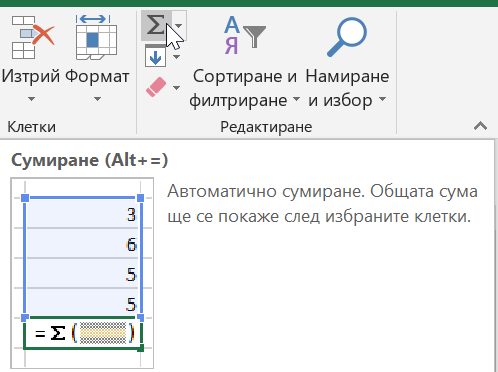 Σ
А
Я
Изтрий Формат
Сортиране и
филтриране
Намиране
и избор
Клетки
Редактиране
Сумиране (Alt+=)
3
6
5
5
= Σ ( )
Автоматично сумиране. Общата сума
ще се покаже след избраните клетки.